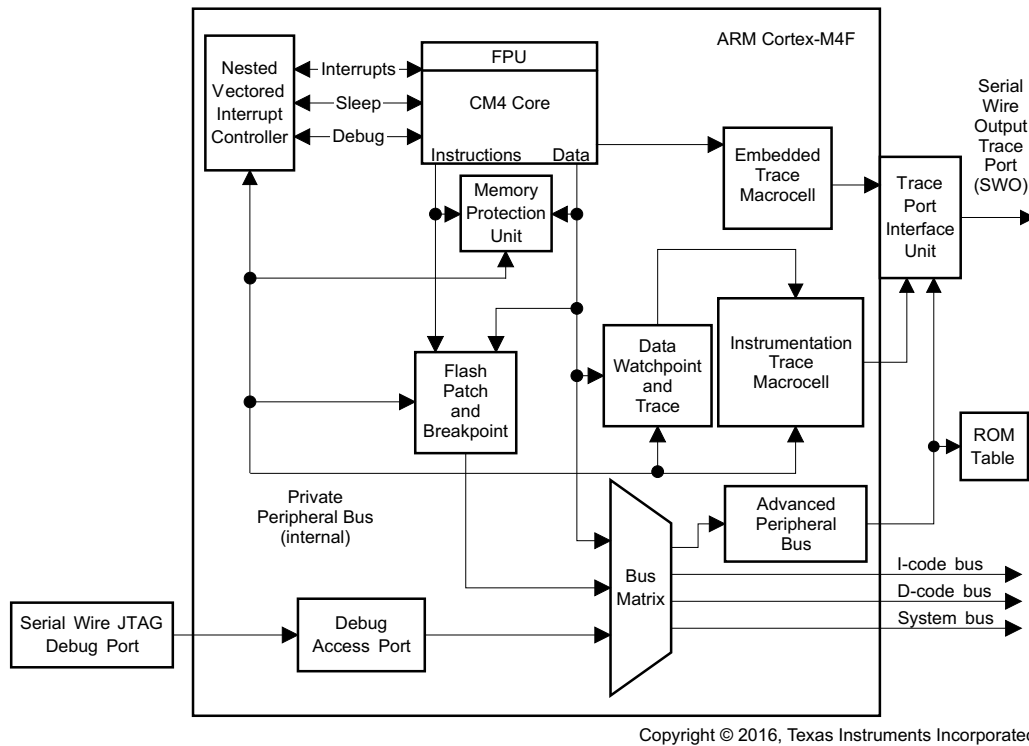 ARM Cortex-M4F
Nested
Vectored
Interrupt
Controller
Interrupts
Sleep
Debug
FPU
CM4 Core
Instructions Data
Memory
Protection
Unit
Embedded
Trace
Macrocell
Trace
Port
Interface
Unit
Serial
Wire
Output
Trace
Port
(SWO)
Flash
Patch
and
Breakpoint
Data
Watchpoint
and
Trace
Instrumentation
Trace
Macrocell
ROM
Table
Private
Peripheral Bus
(internal)
Bus
Matrix
Advanced
Peripheral
Bus
I-code bus
D-code bus
System bus
Serial Wire JTAG
Debug Port
Debug
Access Port
Copyright © 2016, Texas Instruments Incorporated